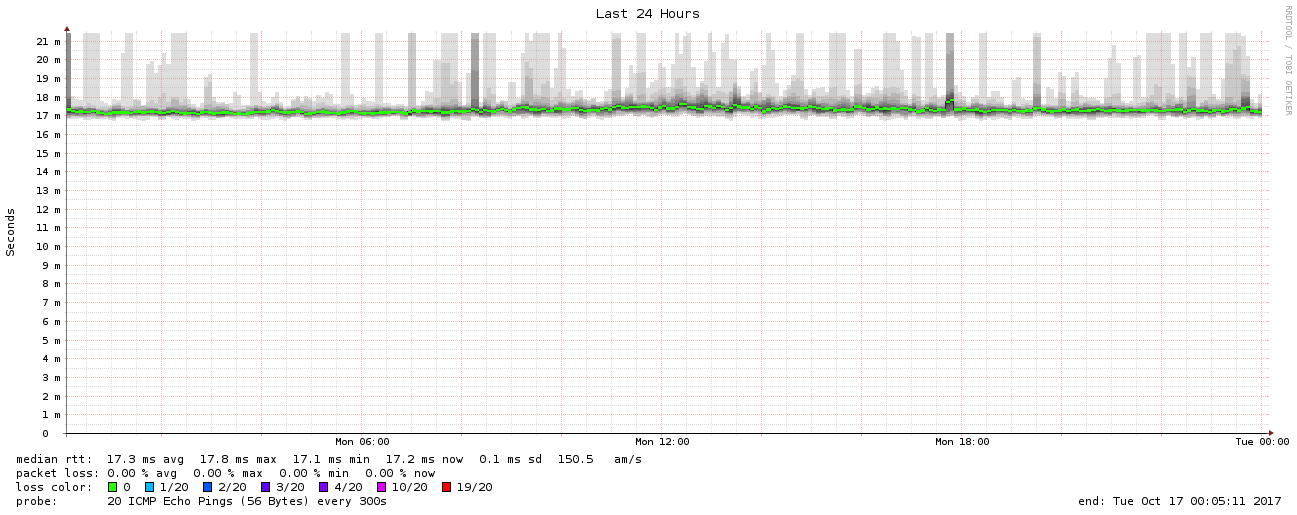 Last 24 Hours
RRDTOOL / TOBI OETIKER
Seconds
21 m
20 m
19 m
18 m
17 m
16 m
15 m
14 m
13 m
12 m
11 m
10 m
9 m
8 m
7 m
6 m
5 m
4 m
3 m
2 m
1 m
0
Mon 06:00 Mon 12:00 Mon 18:00 Tue 00:00
median rtt: 17.3 ms avg 17.8 ms max 17.1 ms min 17.2 ms now 0.1 ms sd 150.5 am/s
packet loss: 0.00 % avg 0.00 % max 0.00 % min 0.00 % now
loss color: 0 1/20 2/20 3/20 4/20 10/20 19/20
probe: 20 ICMP Echo Pings (56 Bytes) every 300s end: Tue Oct 17 00:05:11 2017